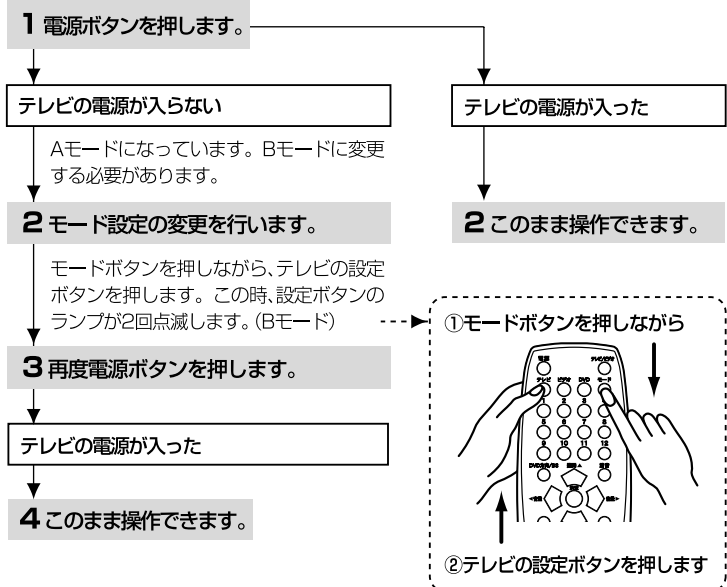 1 電源ボタンを押します。
テレビの電源が入らない
Aモードになっています。Bモードに変更
する必要があります。
2 モード設定の変更を行います。
モードボタンを押しながら、テレビの設定
ボタンを押します。この時、設定ボタンの
ランプが2回点滅します。(Bモード)
3 再度電源ボタンを押します。
テレビの電源が入った
4 このまま操作できます。
テレビの電源が入った
2 このまま操作できます。
①モードボタンを押しながら
電源 テレビ/ビデオ
テレビ ビデオ DVD モード
1 2 3
5 6 7 8
9 10 11 12
②テレビの設定ボタンを押します